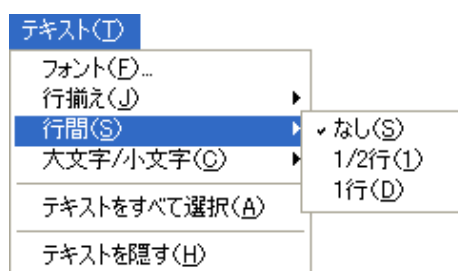 テキスト(T)
フォント(F)...
行揃え(J)
行間(S)
大文字/小文字(C)
テキストをすべて選択(A)
テキストを隠す(H)
なし(S)
1/2行(1)
1行(D)